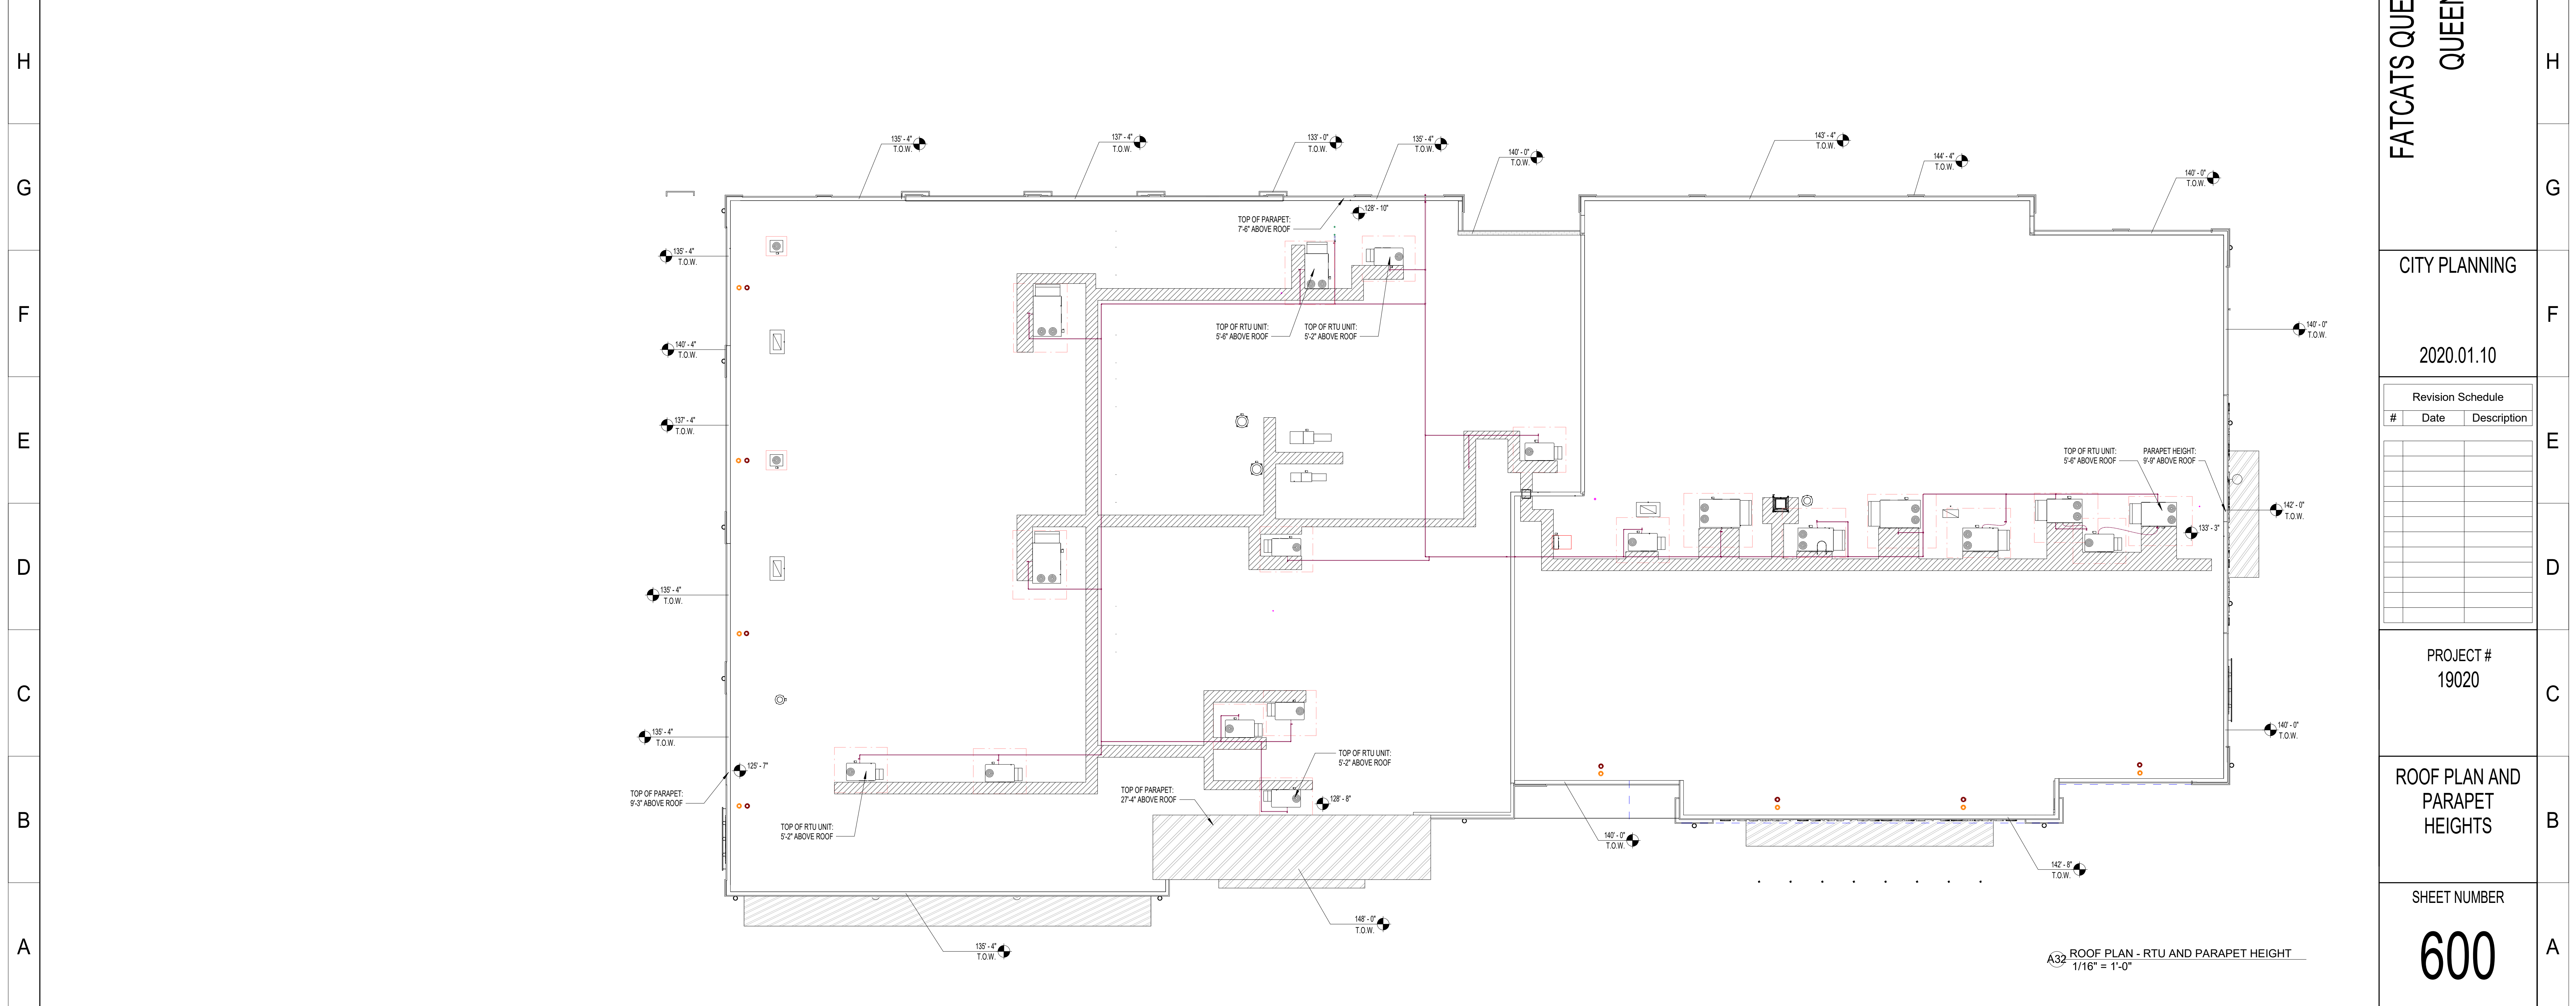 H
G
F
E
D
C
B
A
135' - 4"
T.O.W.
137' - 4"
T.O.W.
133' - 0"
T.O.W.
135' - 4"
T.O.W.
140' - 0"
T.O.W.
143' - 4"
T.O.W.
144' - 4"
T.O.W.
140' - 0"
T.O.W.
TOP OF PARAPET:
7'-6" ABOVE ROOF
128' - 10"
135' - 4"
T.O.W.
140' - 4"
T.O.W.
137' - 4"
T.O.W.
135' - 4"
T.O.W.
135' - 4"
T.O.W.
125' - 7"
TOP OF PARAPET:
9'-3" ABOVE ROOF
TOP OF RTU UNIT:
5'-6" ABOVE ROOF
TOP OF RTU UNIT:
5'-2" ABOVE ROOF
140' - 0"
T.O.W.
TOP OF RTU UNIT:
5'-6" ABOVE ROOF
PARAPET HEIGHT:
9'-9" ABOVE ROOF
142' - 0"
T.O.W.
133' - 3"
140' - 0"
T.O.W.
TOP OF RTU UNIT:
5'-2" ABOVE ROOF
TOP OF PARAPET:
27'-4" ABOVE ROOF
128' - 8"
TOP OF RTU UNIT:
5'-2" ABOVE ROOF
140' - 0"
T.O.W.
142' - 8"
T.O.W.
148' - 0"
T.O.W.
135' - 4"
T.O.W.
A32
ROOF PLAN - RTU AND PARAPET HEIGHT
1/16" = 1'-0"
FATCATS QUE
QUEEN
CITY PLANNING
2020.01.10
Revision Schedule
# Date Description
PROJECT #
19020
ROOF PLAN AND
PARAPET
HEIGHTS
SHEET NUMBER
600
H
G
F
E
D
C
B
A